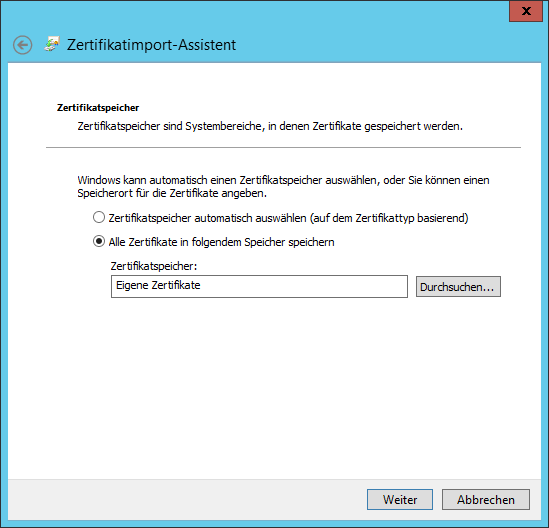 x
Zertifikatimport-Assistent
Zertifikatspeicher
Zertifikatspeicher sind Systembereiche, in denen Zertifikate gespeichert werden.
Windows kann automatisch einen Zertifikatspeicher auswählen, oder Sie können einen
Speicherort für die Zertifikate angeben.
Zertifikatspeicher automatisch auswählen (auf dem Zertifikattyp basierend)
Alle Zertifikate in folgendem Speicher speichern
Zertifikatspeicher:
Eigene Zertifikate
Durchsuchen...
Weiter
Abbrechen